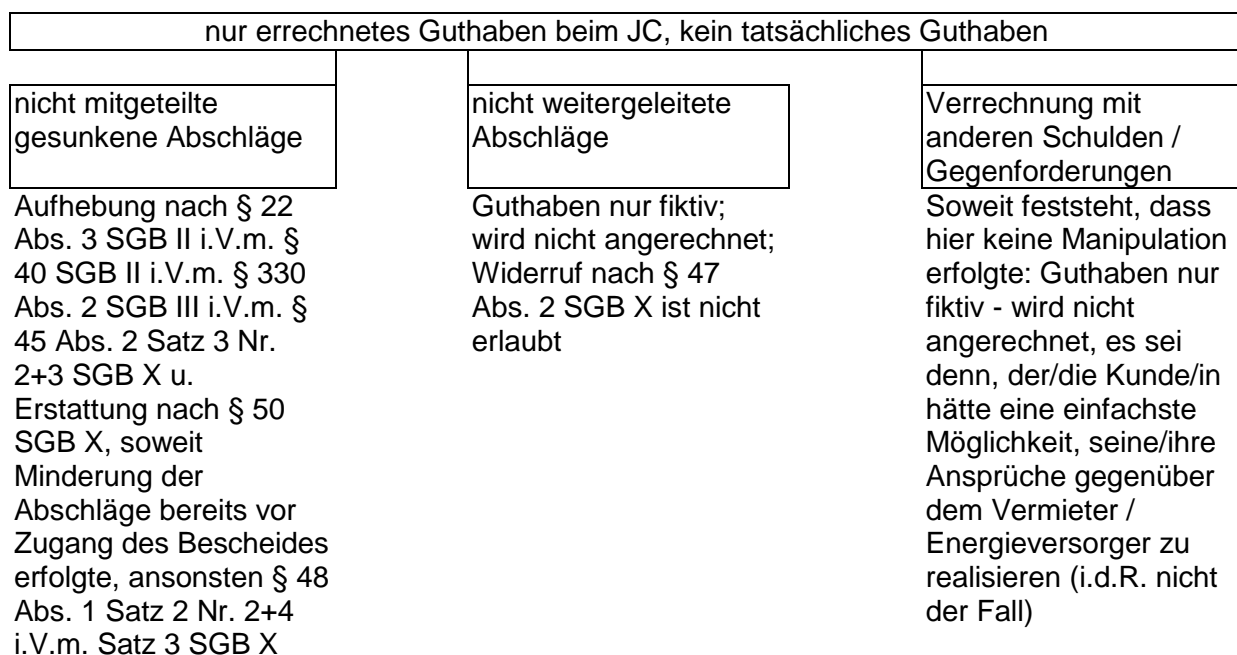 nur errechnetes Guthaben beim JC, kein tatsächliches Guthaben
nicht mitgeteilte
gesunkene Abschläge
Aufhebung nach § 22
Abs. 3 SGB II i.V.m. §
40 SGB II i.V.m. § 330
Abs. 2 SGB III i.V.m. §
45 Abs. 2 Satz 3 Nr.
2+3 SGB X u.
Erstattung nach § 50
SGB X, soweit
Minderung der
Abschläge bereits vor
Zugang des Bescheides
erfolgte, ansonsten § 48
Abs. 1 Satz 2 Nr. 2+4
i.V.m. Satz 3 SGB X
nicht weitergeleitete
Abschläge
Guthaben nur fiktiv;
wird nicht angerechnet;
Widerruf nach § 47
Abs. 2 SGB X ist nicht
erlaubt
Verrechnung mit
anderen Schulden /
Gegenforderungen
Soweit feststeht, dass
hier keine Manipulation
erfolgte: Guthaben nur
fiktiv - wird nicht
angerechnet, es sei
denn, der/die Kunde/in
hätte eine einfachste
Möglichkeit, seine/ihre
Ansprüche gegenüber
dem Vermieter /
Energieversorger zu
realisieren (i.d.R. nicht
der Fall)